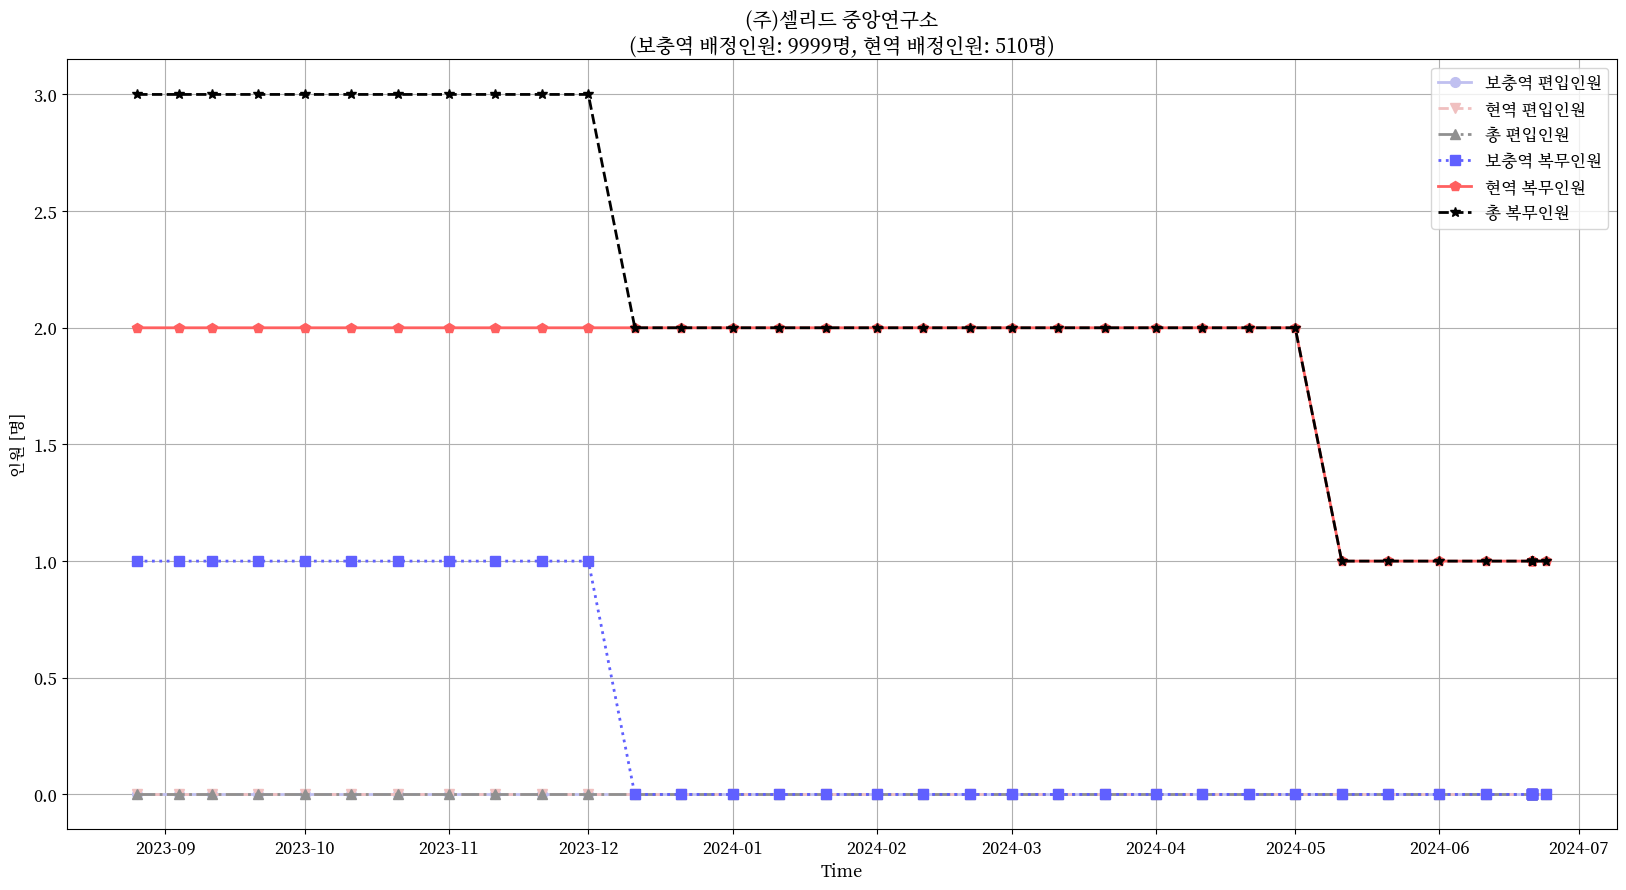 (주)셀리드 중앙연구소
(보충역 배정인원: 9999명, 현역 배정인원: 510명)
보충역 편입인원
현역 편입인원
총 편입인원
보충역 복무인원
현역 복무인원
총 복무인원
인원 [명]
3.0
2.5
2.0
1.5
1.0
0.5
0.0
2023-09 2023-10 2023-11 2023-12 2024-01 2024-02 2024-03 2024-04 2024-05 2024-06 2024-07
Time